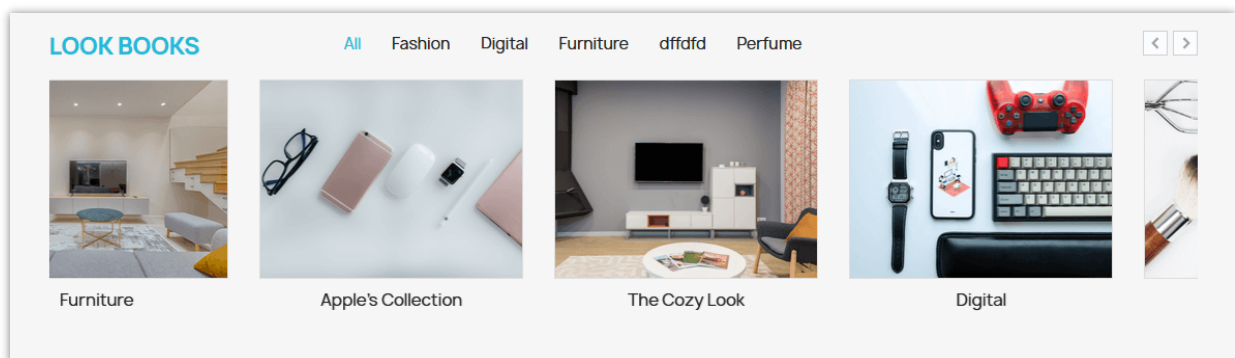 LOOK BOOKS
All Fashion Digital Furniture dffdfd Perfume
Furniture Apple's Collection The Cozy Look Digital